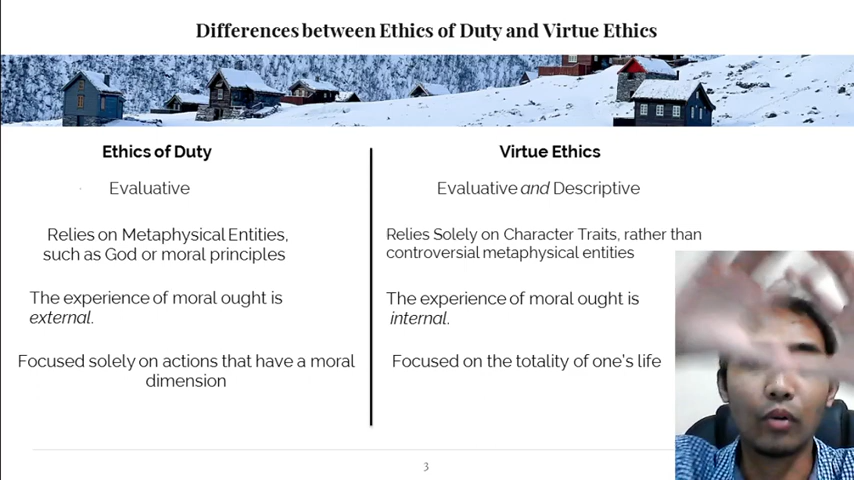 Differences between Ethics of Duty and Virtue Ethics
Ethics of Duty
Evaluative
Relies on Metaphysical Entities,
such as God or moral principles
The experience of moral ought is
external.
Focused solely on actions that have a moral
dimension
Virtue Ethics
Evaluative and Descriptive
Relies Solely on Character Traits, rather than
controversial metaphysical entities
The experience of moral ought is
internal.
Focused on the totality of one's life
3